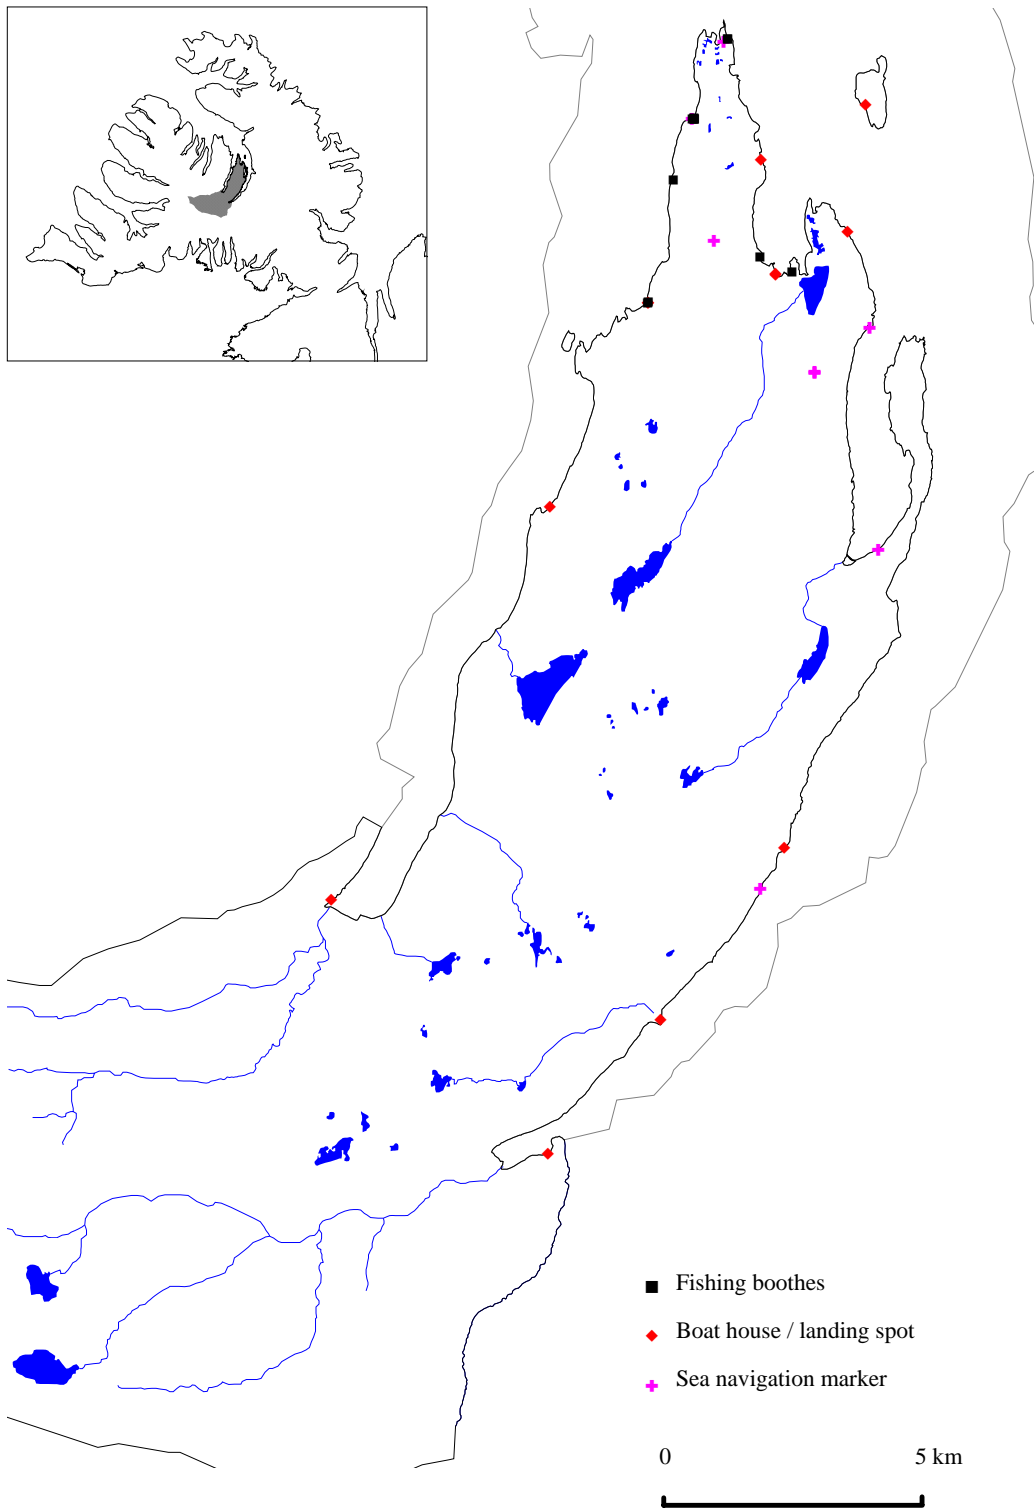 Fishing boothes
Boat house / landing spot
Sea navigation marker
0 5 km